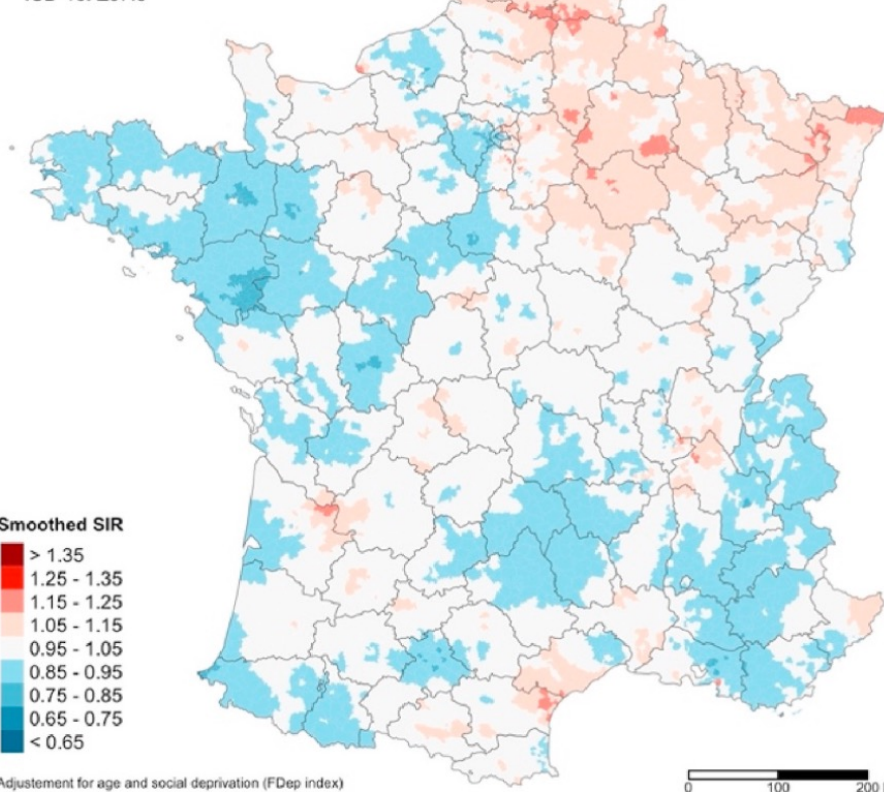 Smoothed SIR
> 1.35
1.25 - 1.35
1.15 - 1.25
1.05 - 1.15
0.95 - 1.05
0.85 - 0.95
0.75 - 0.85
0.65 - 0.75
< 0.65
Adjustement for age and social deprivation (FDep index)
0 100 200